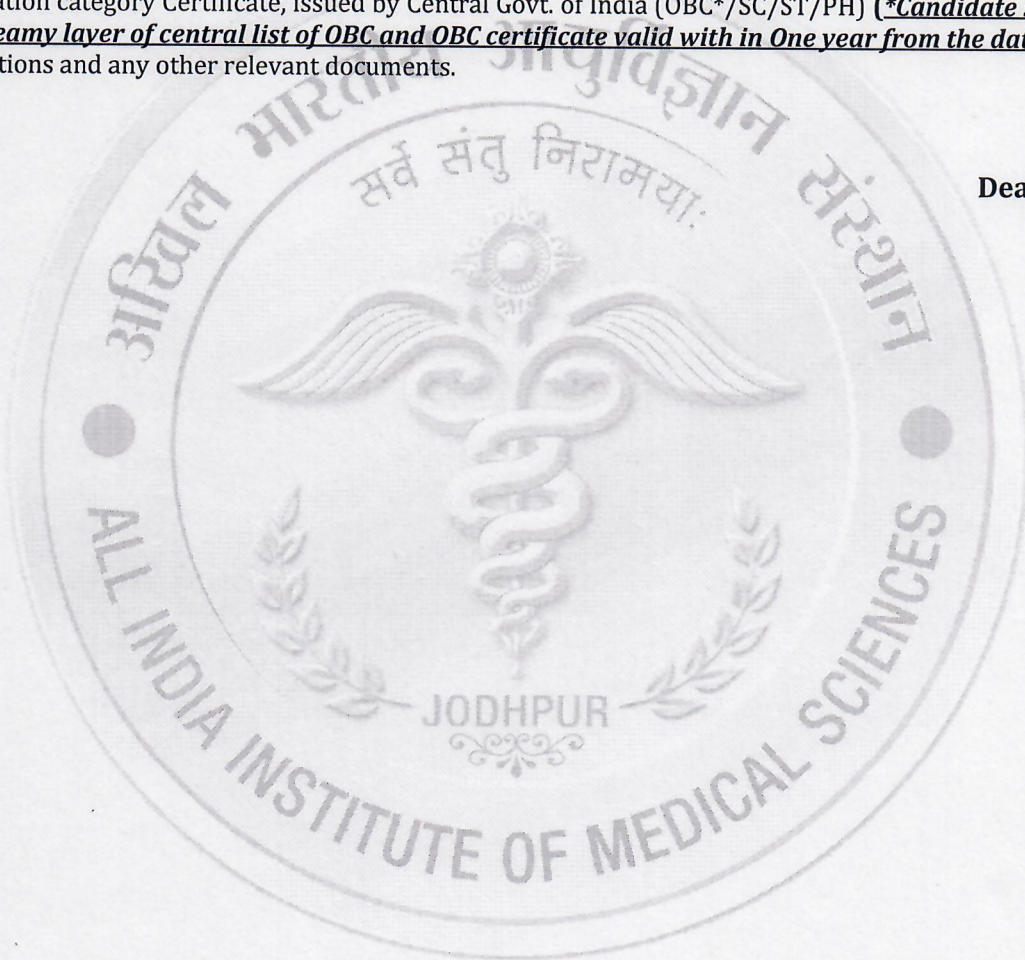 ation category Certificate, issued by Central Govt. of India (OBC*/SC/ST/PH) (*Candidate
eamy layer of central list of OBC and OBC certificate valid with in One year from the dat
tions and any other relevant documents.
अखिल भारतीय आयुर्विज्ञान संस्थान
सर्वे संतु निरामयाः
Dea
JODHPUR
ALL INDIA INSTITUTE OF MEDICAL SCIENCES